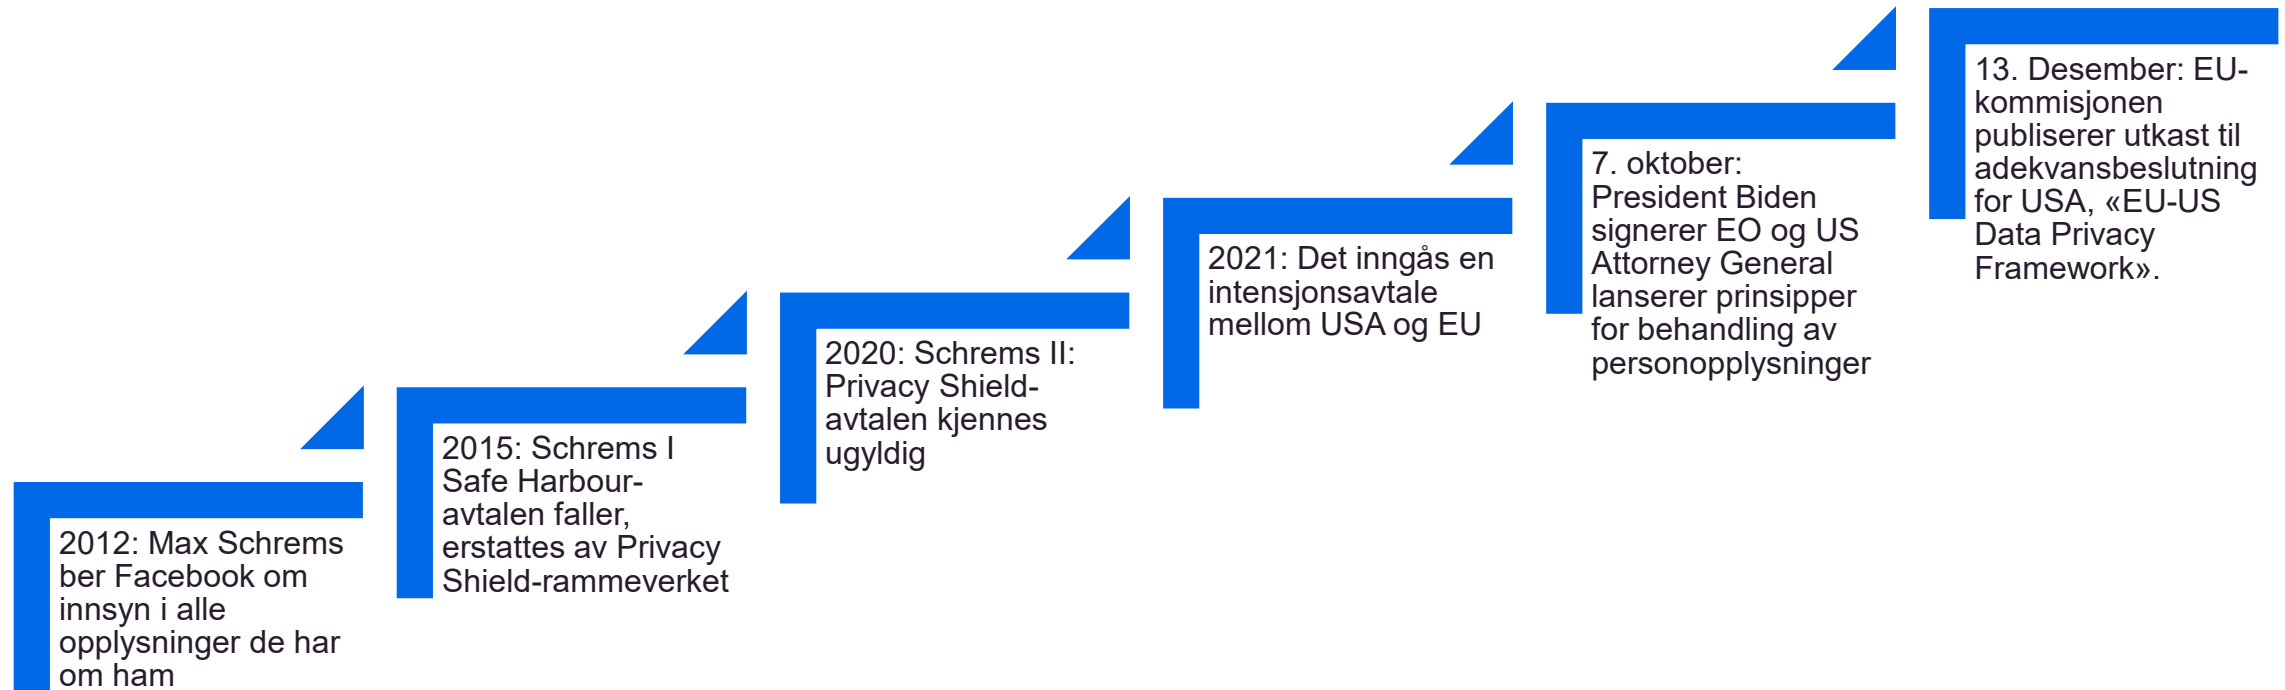 2012: Max Schrems
ber Facebook om
innsyn i alle
opplysninger de har
om ham
2015: Schrems I
Safe Harbour-
avtalen faller,
erstattes av Privacy
Shield-rammeverket
2020: Schrems II:
Privacy Shield-
avtalen kjennes
ugyldig
2021: Det inngås en
intensjonsavtale
mellom USA og EU
7. oktober:
President Biden
signerer EO og US
Attorney General
lanserer prinsipper
for behandling av
personopplysninger
13. Desember: EU-
kommisjonen
publiserer utkast til
adekvansbeslutning
for USA, «EU-US
Data Privacy
Framework».